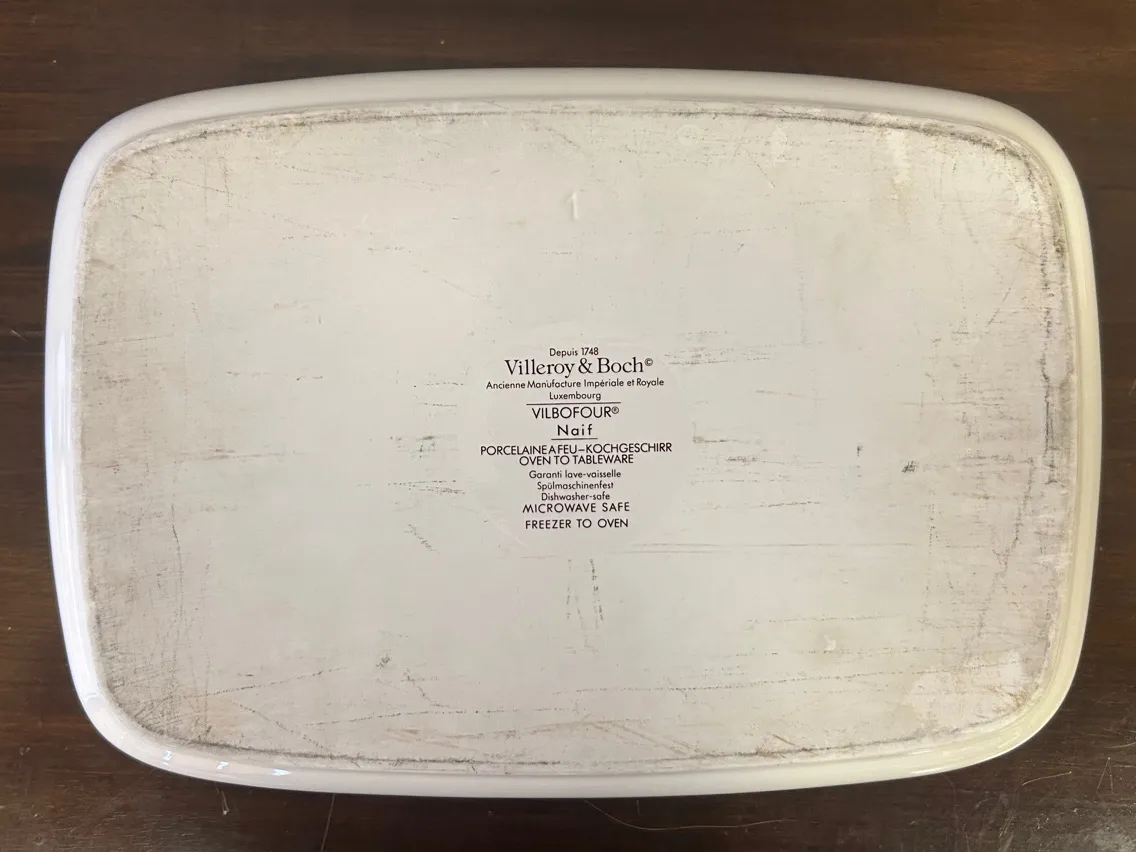 1
Depuis 1748
Villeroy & Boch©
Ancienne Manufacture Impériale et Royale
Luxembourg
VILBOFOUR®
Naif
PORCELAINE A FEU–KOCHGESCHIRR
OVEN TO TABLEWARE
Garanti lave-vaisselle
Spülmaschinenfest
Dishwasher-safe
MICROWAVE SAFE
FREEZER TO OVEN